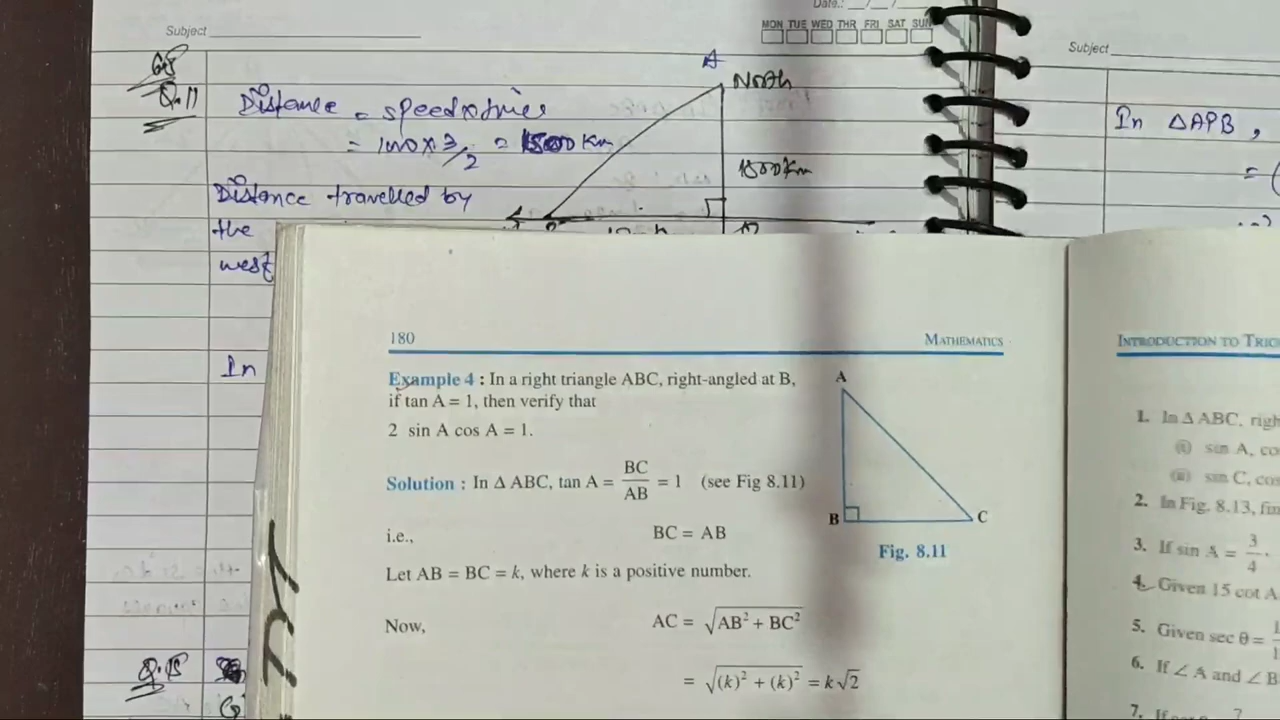 Date.: __/__/__
MON TUE WED THR FRI SAT SUN
Subject
Q.11
Distance = speed x time
= 1000 x 3/2 = 1500 Km
Distance travelled by
the
west
In
A
North
1500 Km
Subject
In ΔAPB,
= (
180 MATHEMATICS
Example 4 : In a right triangle ABC, right-angled at B,
if tan A = 1, then verify that
2 sin A cos A = 1.
Solution : In Δ ABC, tan A = BC/AB = 1 (see Fig 8.11)
i.e., BC = AB
Let AB = BC = k, where k is a positive number.
Now, AC = √(AB² + BC²)
= √((k)² + (k)²) = k√2
A
B
C
Fig. 8.11
INTRODUCTION TO TRIG
1. In Δ ABC, righ
(i) sin A, co
(ii) sin C, cos
2. In Fig. 8.13, fin
3. If sin A = 3/4.
4. Given 15 cot A
5. Given sec θ = 1
6. If ∠ A and ∠ B
7.
Q.15